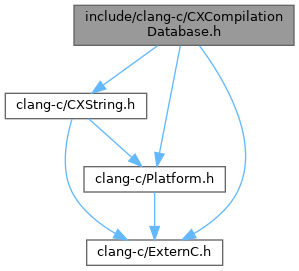 include/clang-c/CXCompilation
Database.h
clang-c/CXString.h
clang-c/Platform.h
clang-c/ExternC.h